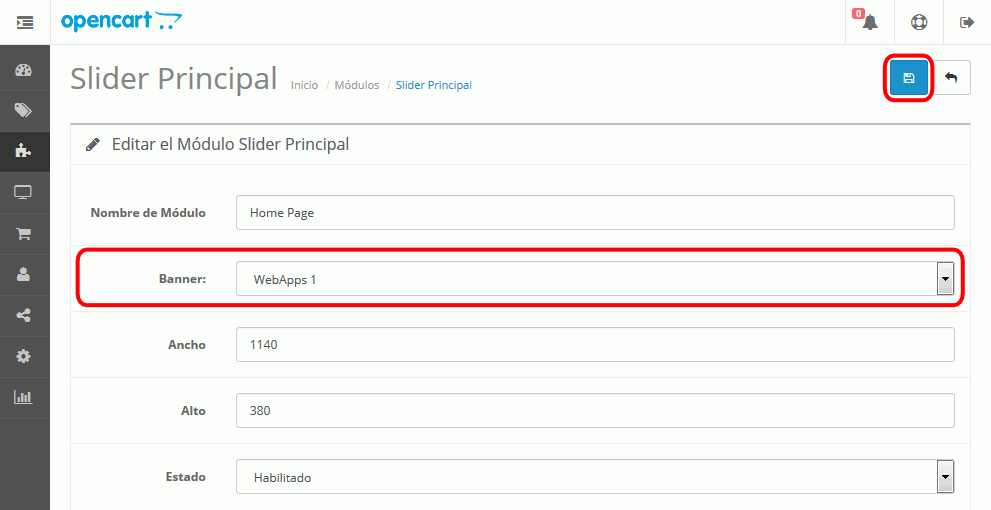 opencart
0
Slider Principal Inicio / Módulos / Slider Principal
Editar el Módulo Slider Principal
Nombre de Módulo Home Page
Banner: WebApps 1
Ancho 1140
Alto 380
Estado Habilitado